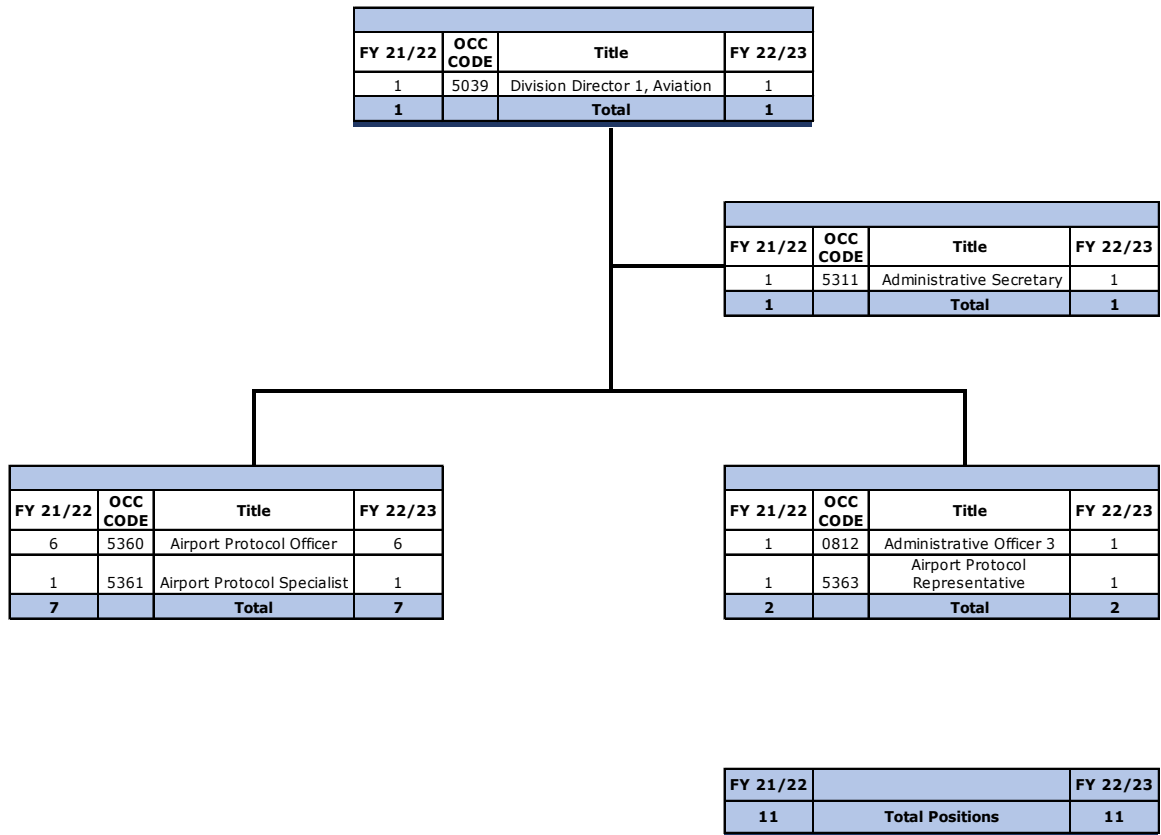 FY 21/22 OCC CODE Title FY 22/23
1 5039 Division Director 1, Aviation 1
1 Total 1
FY 21/22 OCC CODE Title FY 22/23
1 5311 Administrative Secretary 1
1 Total 1
FY 21/22 OCC CODE Title FY 22/23
6 5360 Airport Protocol Officer 6
1 5361 Airport Protocol Specialist 1
7 Total 7
FY 21/22 OCC CODE Title FY 22/23
1 0812 Administrative Officer 3 1
1 5363 Airport Protocol Representative 1
2 Total 2
FY 21/22 FY 22/23
11 Total Positions 11